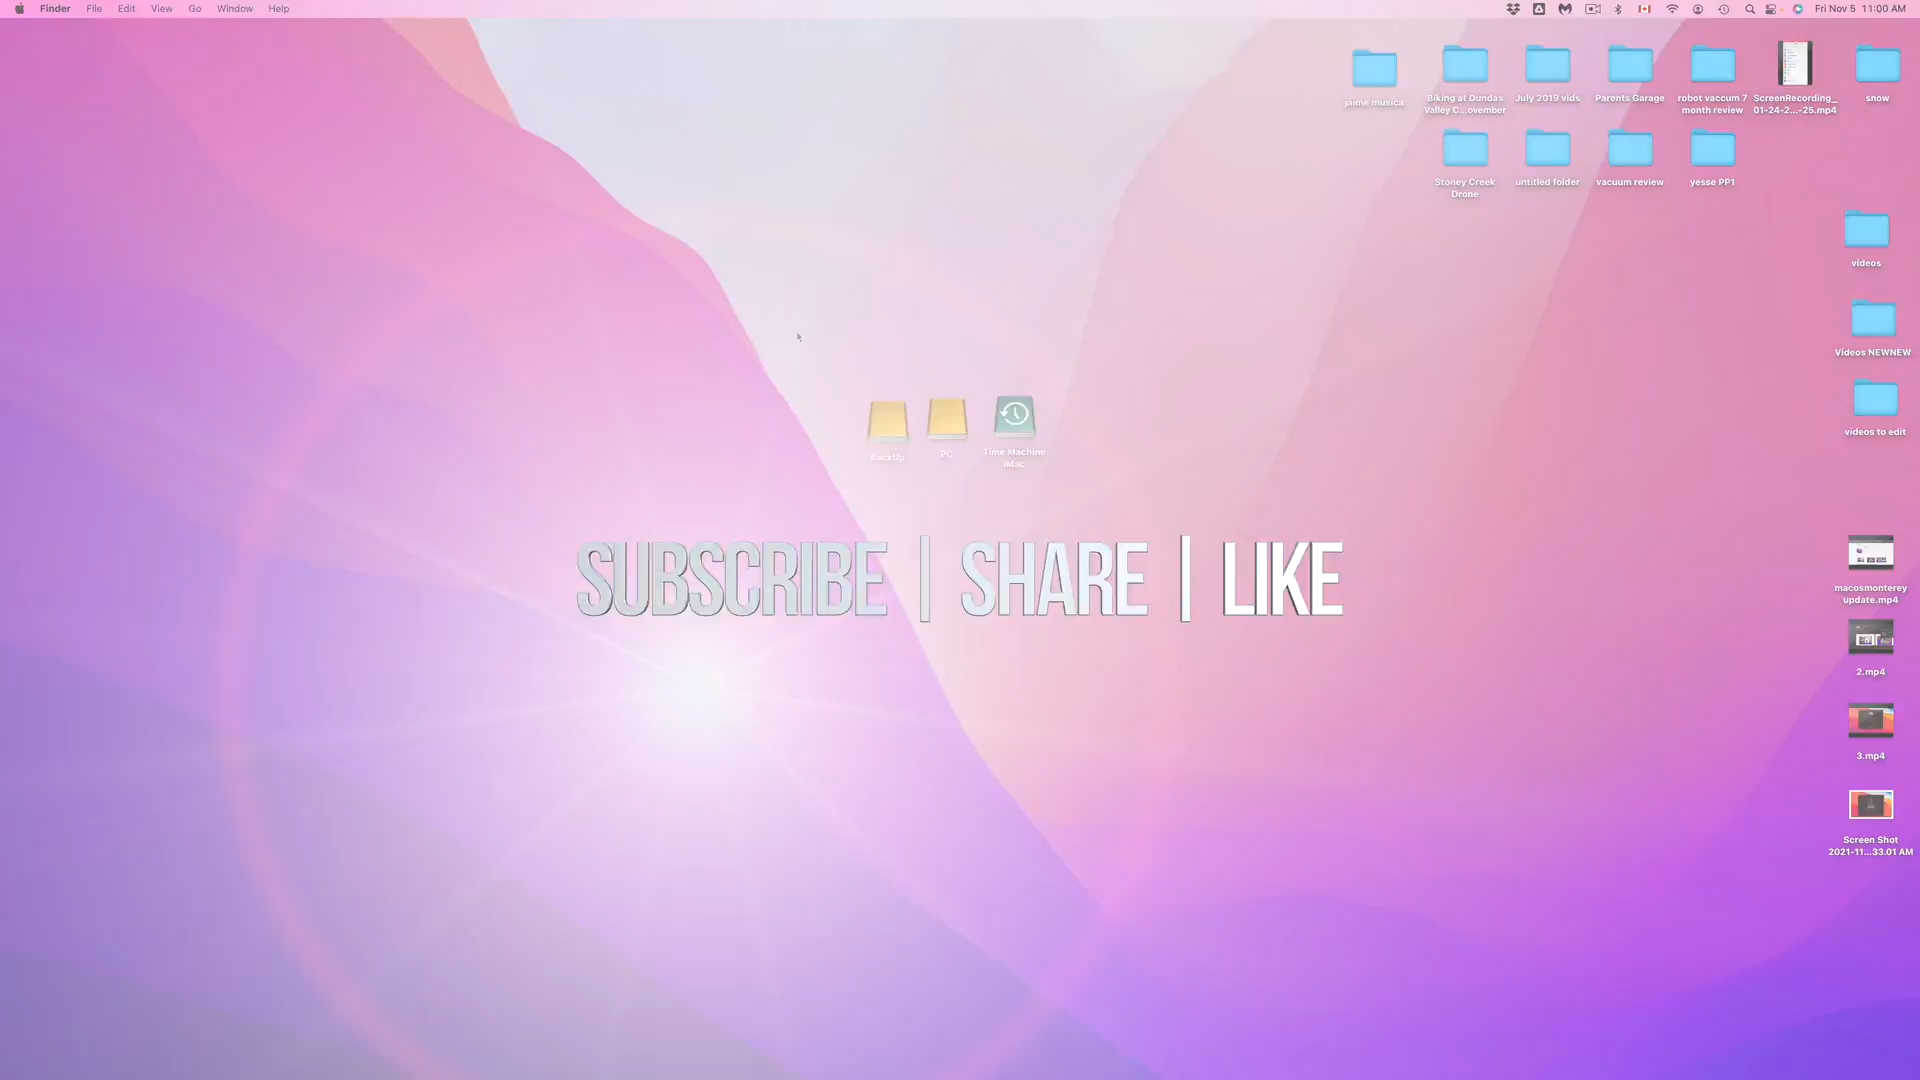 Finder File Edit View Go Window Help
Fri Nov 5 11:00 AM
jaime musica
Biking at Dundas
Valley C...ovember
July 2019 vids
Parents Garage
robot vaccum 7
month review
ScreenRecording_
01-24-2...-25.mp4
snow
Stoney Creek
Drone
untitled folder
vacuum review
yesse PP1
videos
Videos NEWNEW
videos to edit
BackUp
PC
Time Machine
iMac
SUBSCRIBE | SHARE | LIKE
macosmonterey
update.mp4
2.mp4
3.mp4
Screen Shot
2021-11...33.01 AM